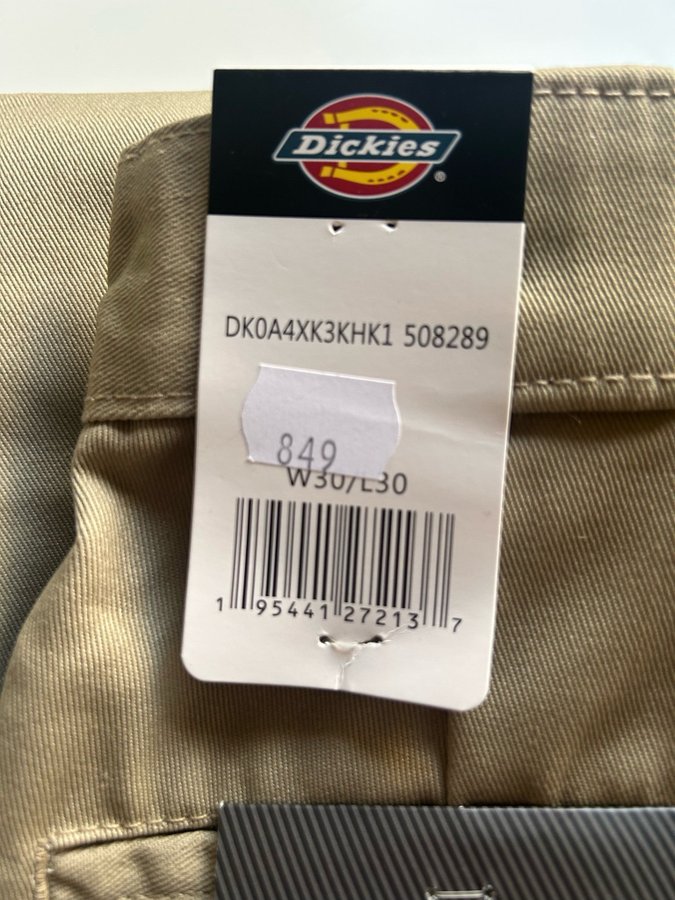 Dickies®
DK0A4XK3KHK1 508289
849
W30/L30
1 95441 27213 7